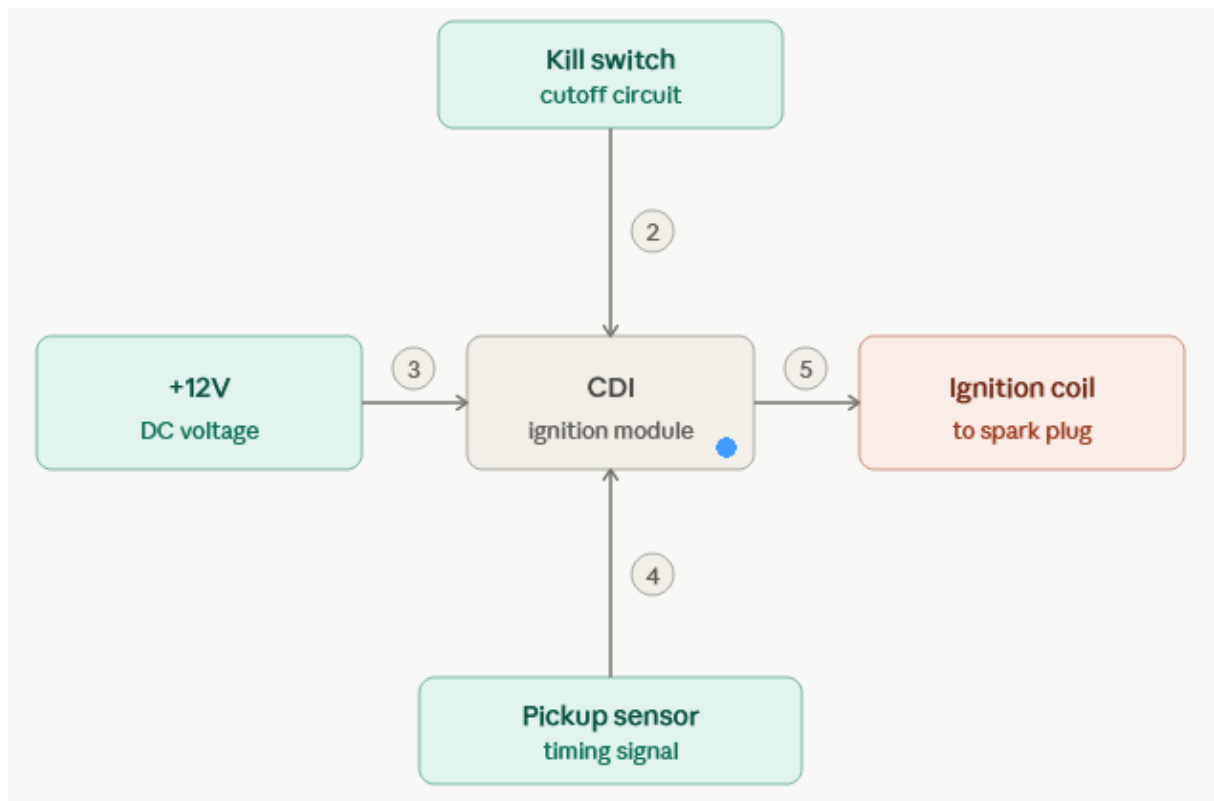 Kill switch
cutoff circuit
2
+12V
DC voltage
3
CDI
ignition module
5
Ignition coil
to spark plug
4
Pickup sensor
timing signal